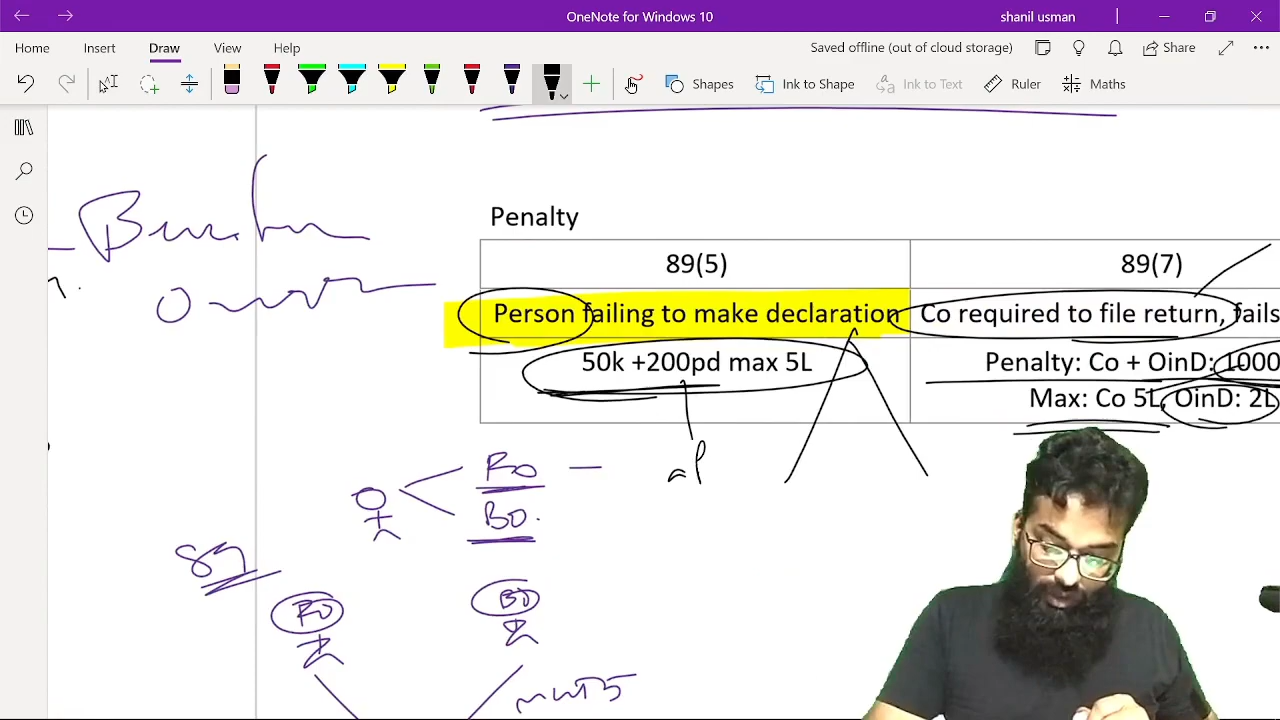 OneNote for Windows 10
shanil usman
Home Insert Draw View Help
Saved offline (out of cloud storage)
Share
Shapes
Ink to Shape
Ink to Text
Ruler
Maths
Penalty
89(5) 89(7)
Person failing to make declaration Co required to file return, fails
50k +200pd max 5L Penalty: Co + OinD: 1000
Max: Co 5L, OinD: 2L
RO
BO.
89
RO BO
MGT5